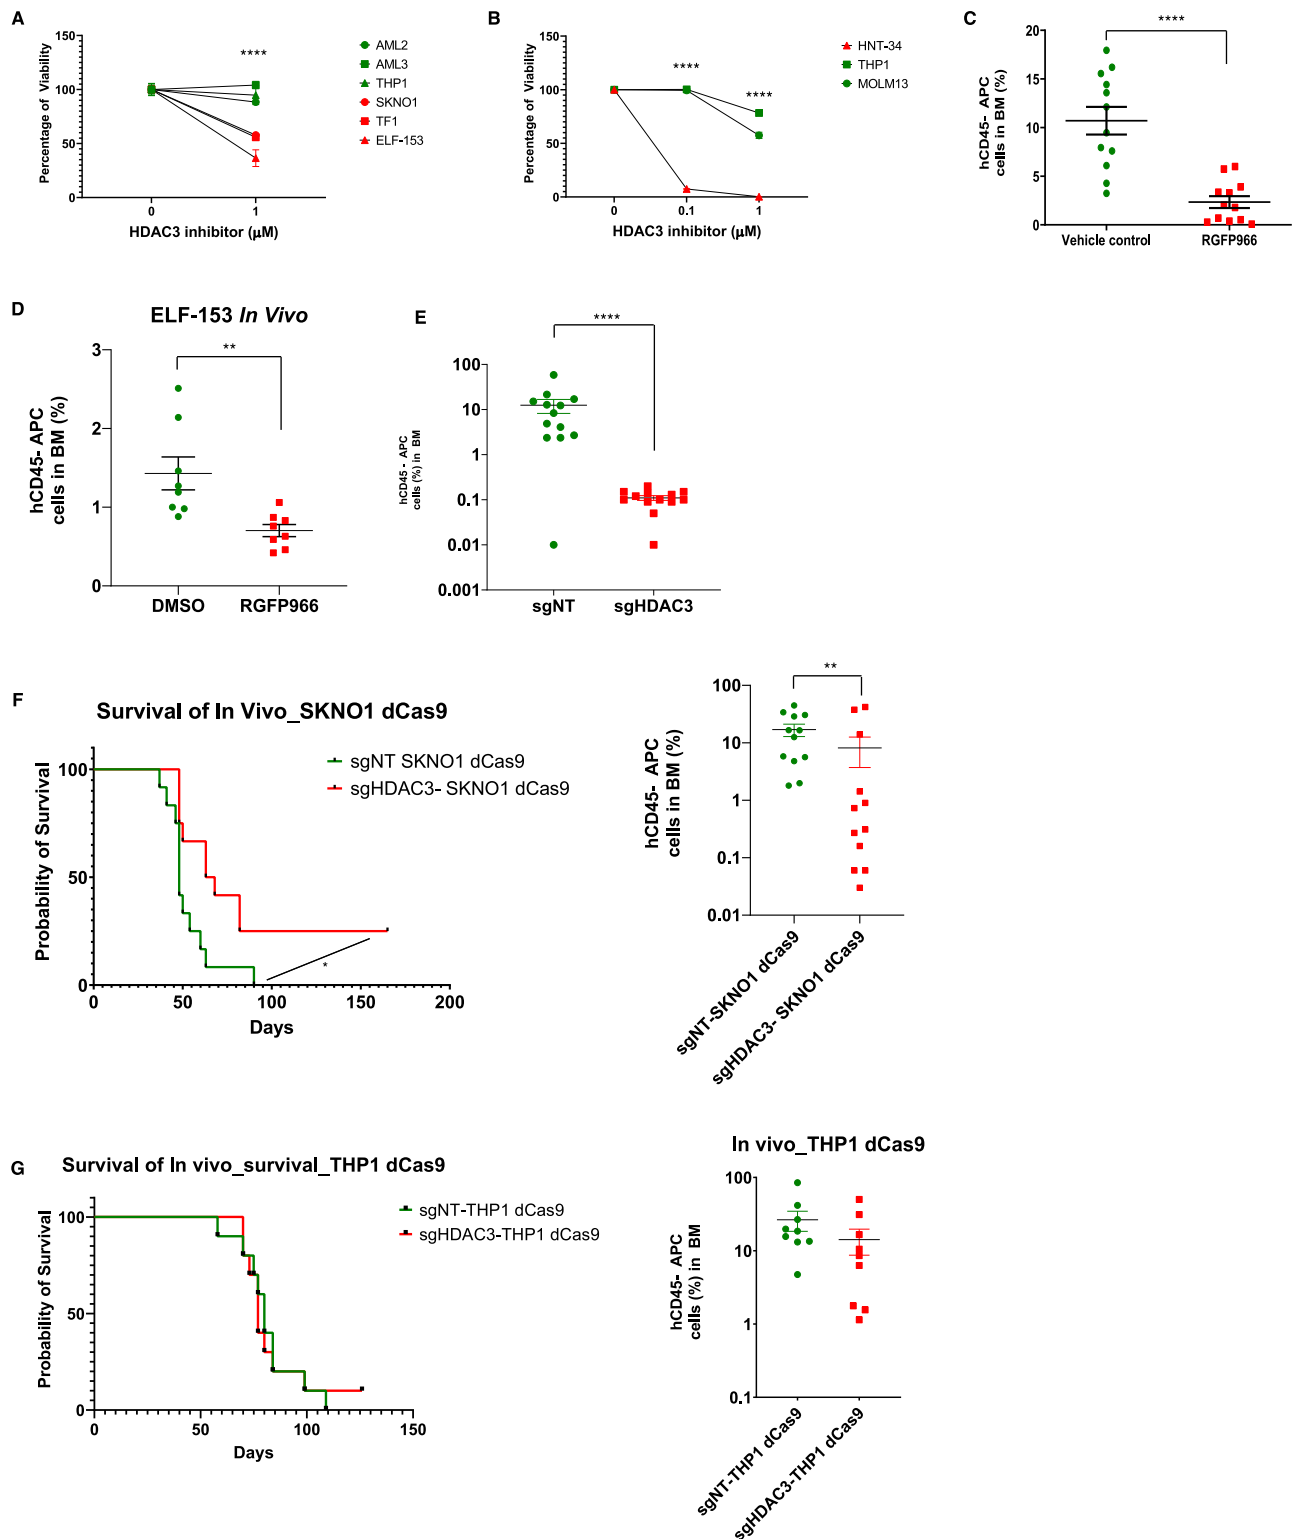 A
150
100
50
0
Percentage of Viability
****
0
1
HDAC3 inhibitor (μM)
AML2
AML3
THP1
SKNO1
TF1
ELF-153
B
150
100
50
0
Percentage of Viability
****
****
0
0.1
1
HDAC3 inhibitor (μM)
HNT-34
THP1
MOLM13
C
****
20
15
10
5
0
hCD45- APC
cells in BM (%)
Vehicle control
RGFP966
D
ELF-153 In Vivo
3
2
1
0
hCD45- APC
cells in BM (%)
**
DMSO
RGFP966
E
****
100
10
1
0.1
0.01
0.001
hCD45 - APC
cells (%) in BM
sgNT
sgHDAC3
F
Survival of In Vivo_SKNO1 dCas9
100
50
0
Probability of Survival
sgNT SKNO1 dCas9
sgHDAC3- SKNO1 dCas9
*
0
50
100
150
200
Days
**
100
10
1
0.1
0.01
hCD45- APC
cells in BM (%)
sgNT-SKNO1 dCas9
sgHDAC3- SKNO1 dCas9
G
Survival of In vivo_survival_THP1 dCas9
100
50
0
Probability of Survival
sgNT-THP1 dCas9
sgHDAC3-THP1 dCas9
0
50
100
150
Days
In vivo_THP1 dCas9
100
10
1
0.1
hCD45- APC
cells (%) in BM
sgNT-THP1 dCas9
sgHDAC3-THP1 dCas9